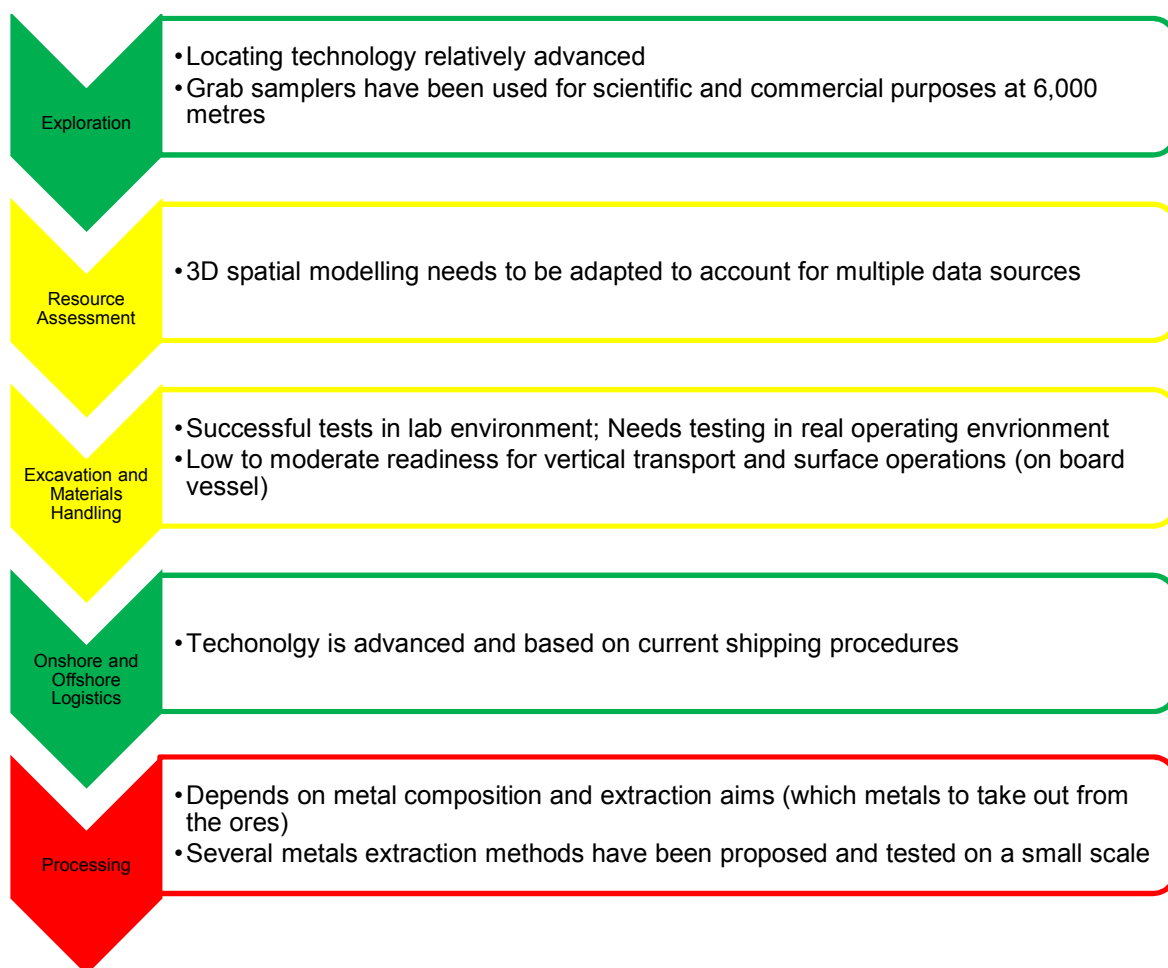 Exploration
•Locating technology relatively advanced
•Grab samplers have been used for scientific and commercial purposes at 6,000
metres
Resource
Assessment
•3D spatial modelling needs to be adapted to account for multiple data sources
Excavation and
Materials
Handling
•Successful tests in lab environment; Needs testing in real operating envrionment
•Low to moderate readiness for vertical transport and surface operations (on board
vessel)
Onshore and
Offshore
Logistics
•Techonolgy is advanced and based on current shipping procedures
Processing
•Depends on metal composition and extraction aims (which metals to take out from
the ores)
•Several metals extraction methods have been proposed and tested on a small scale